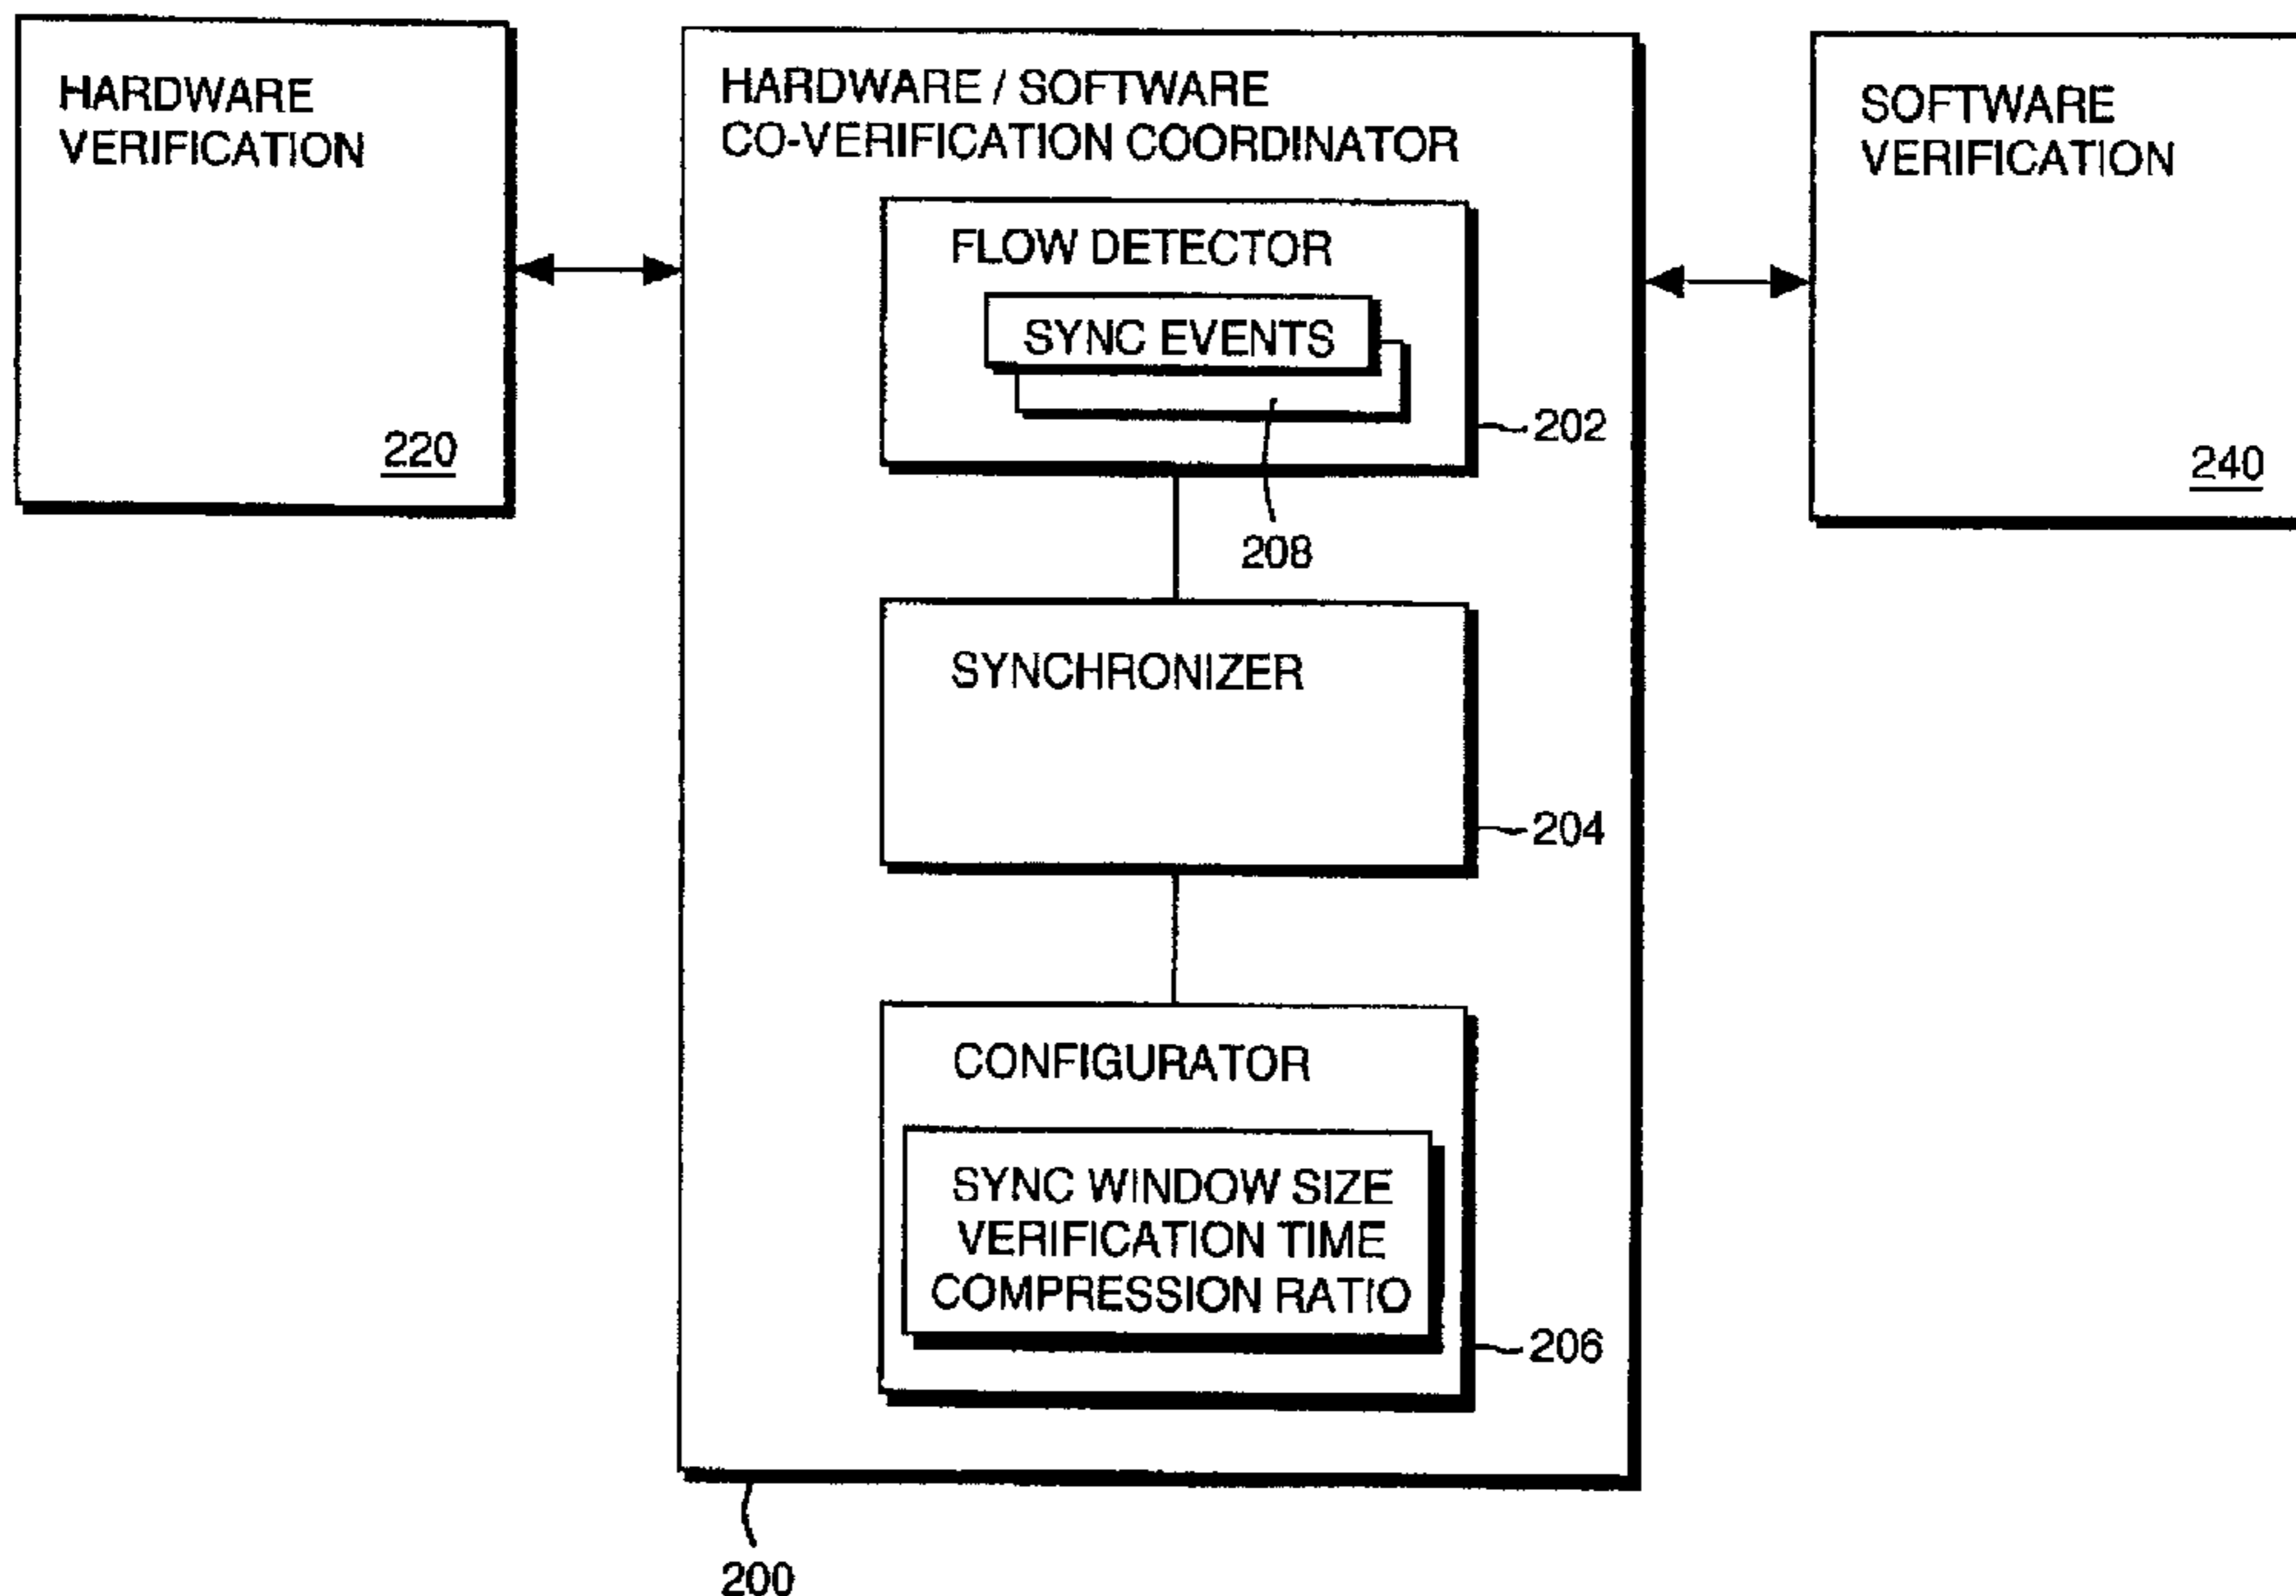 HARDWARE
VERIFICATION
220
HARDWARE / SOFTWARE
CO-VERIFICATION COORDINATOR
FLOW DETECTOR
SYNC EVENTS
202
208
SYNCHRONIZER
204
CONFIGURATOR
SYNC WINDOW SIZE
VERIFICATION TIME
COMPRESSION RATIO
206
200
SOFTWARE
VERIFICATION
240